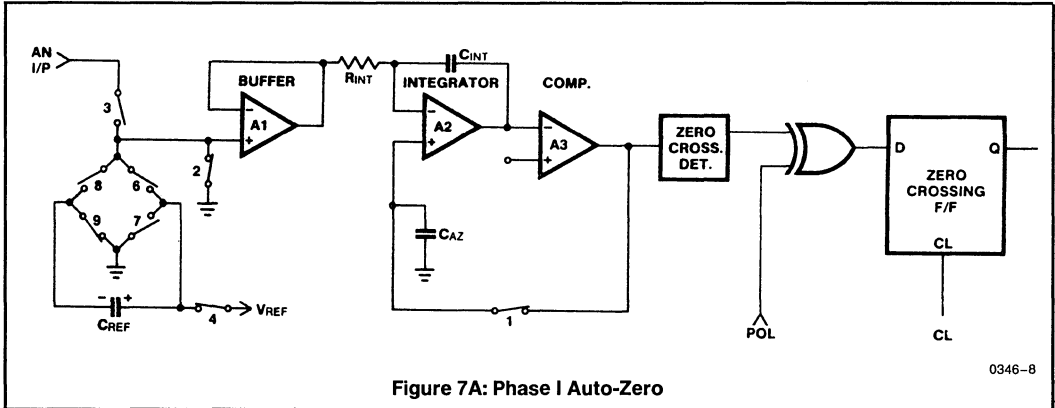 AN
I/P
3
8
6
9
7
2
- +
CREF
4
VREF
BUFFER
-
A1
+
RINT
CINT
INTEGRATOR
-
A2
+
CAZ
1
COMP.
-
A3
+
ZERO
CROSS.
DET.
POL
D
Q
ZERO
CROSSING
F/F
CL
CL
0346-8
Figure 7A: Phase I Auto-Zero